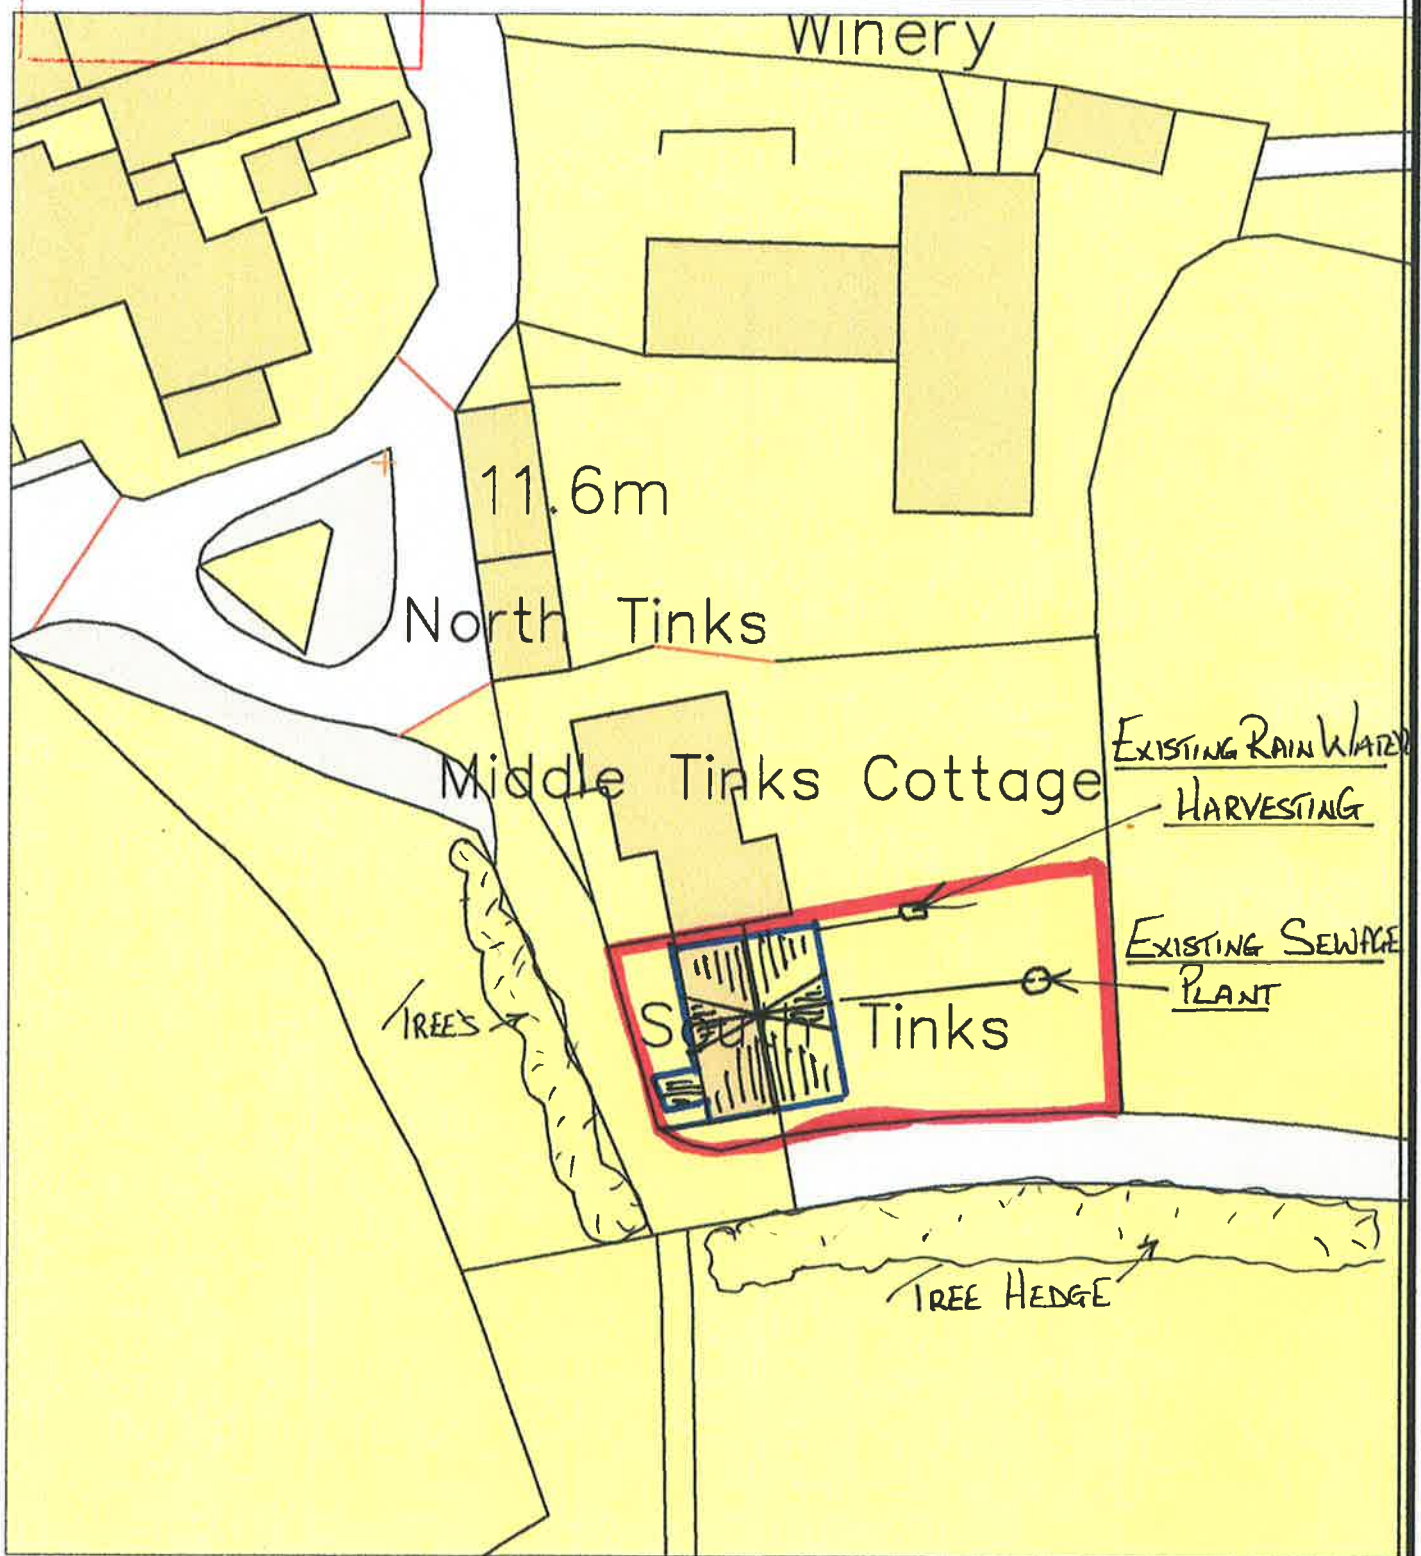 Winery
11.6m
North Tinks
Middle Tinks Cottage
EXISTING RAIN WATER
HARVESTING
EXISTING SEWAGE
PLANT
TREE'S
South Tinks
TREE HEDGE